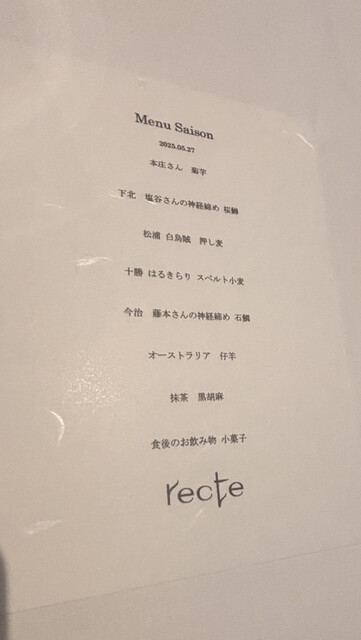 Menu Saison
2025.05.27
本庄さん 菊芋
下北 塩谷さんの神経締め 桜鱒
松浦 白烏賊 押し麦
十勝 はるきらり スペルト小麦
今治 藤本さんの神経締め 石鯛
オーストラリア 仔羊
抹茶 黒胡麻
食後のお飲み物 小菓子
recte